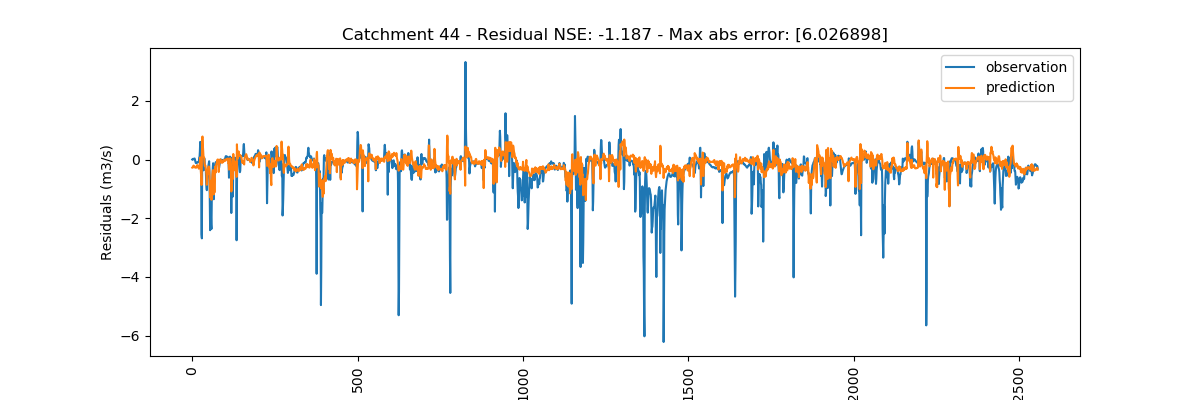 Catchment 44 - Residual NSE: -1.187 - Max abs error: [6.026898]
observation
prediction
Residuals (m3/s)
2
0
−2
−4
−6
0
500
1000
1500
2000
2500